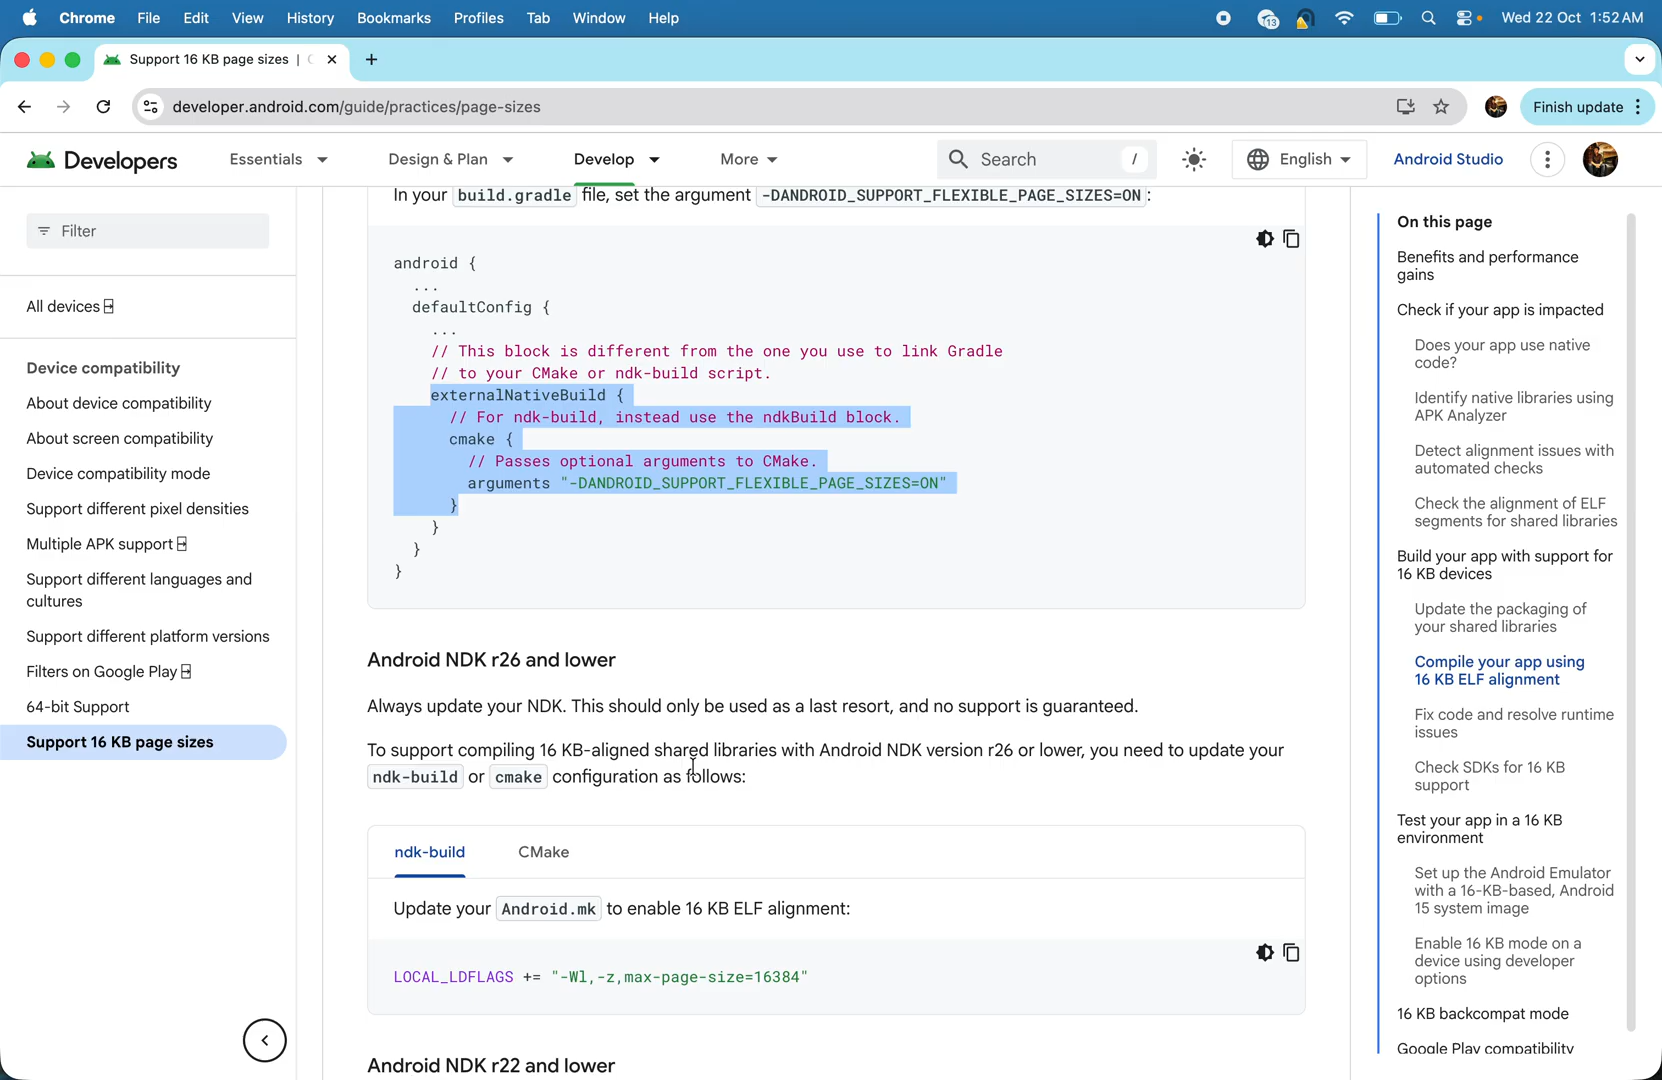 Chrome File Edit View History Bookmarks Profiles Tab Window Help
13
Wed 22 Oct 1:52 AM
Support 16 KB page sizes |
developer.android.com/guide/practices/page-sizes
Finish update
Developers
Essentials
Design & Plan
Develop
More
Search /
English
Android Studio
Filter
All devices
Device compatibility
About device compatibility
About screen compatibility
Device compatibility mode
Support different pixel densities
Multiple APK support
Support different languages and
cultures
Support different platform versions
Filters on Google Play
64-bit Support
Support 16 KB page sizes
In your build.gradle file, set the argument -DANDROID_SUPPORT_FLEXIBLE_PAGE_SIZES=ON :
android {
...
defaultConfig {
...
// This block is different from the one you use to link Gradle
// to your CMake or ndk-build script.
externalNativeBuild {
// For ndk-build, instead use the ndkBuild block.
cmake {
// Passes optional arguments to CMake.
arguments "-DANDROID_SUPPORT_FLEXIBLE_PAGE_SIZES=ON"
}
}
}
}
Android NDK r26 and lower
Always update your NDK. This should only be used as a last resort, and no support is guaranteed.
To support compiling 16 KB-aligned shared libraries with Android NDK version r26 or lower, you need to update your
ndk-build or cmake configuration as follows:
ndk-build CMake
Update your Android.mk to enable 16 KB ELF alignment:
LOCAL_LDFLAGS += "-Wl,-z,max-page-size=16384"
Android NDK r22 and lower
On this page
Benefits and performance
gains
Check if your app is impacted
Does your app use native
code?
Identify native libraries using
APK Analyzer
Detect alignment issues with
automated checks
Check the alignment of ELF
segments for shared libraries
Build your app with support for
16 KB devices
Update the packaging of
your shared libraries
Compile your app using
16 KB ELF alignment
Fix code and resolve runtime
issues
Check SDKs for 16 KB
support
Test your app in a 16 KB
environment
Set up the Android Emulator
with a 16-KB-based, Android
15 system image
Enable 16 KB mode on a
device using developer
options
16 KB backcompat mode
Google Play compatibility